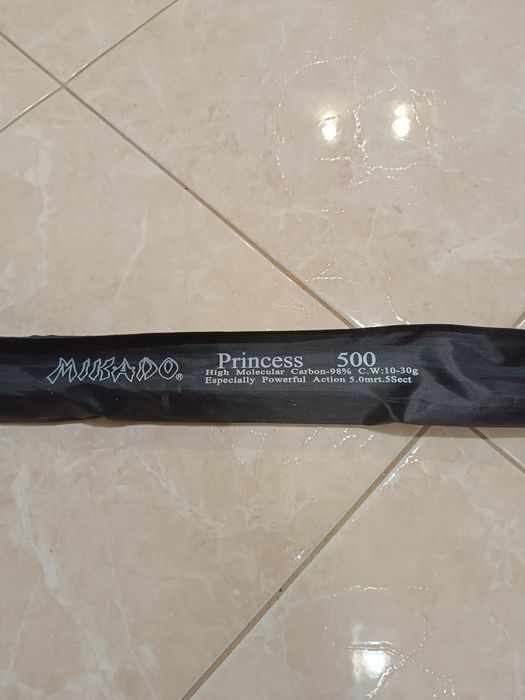 MIKADO®
Princess 500
High Molecular Carbon-98% C.W:10-30g
Especially Powerful Action 5.0mrt.5Sect